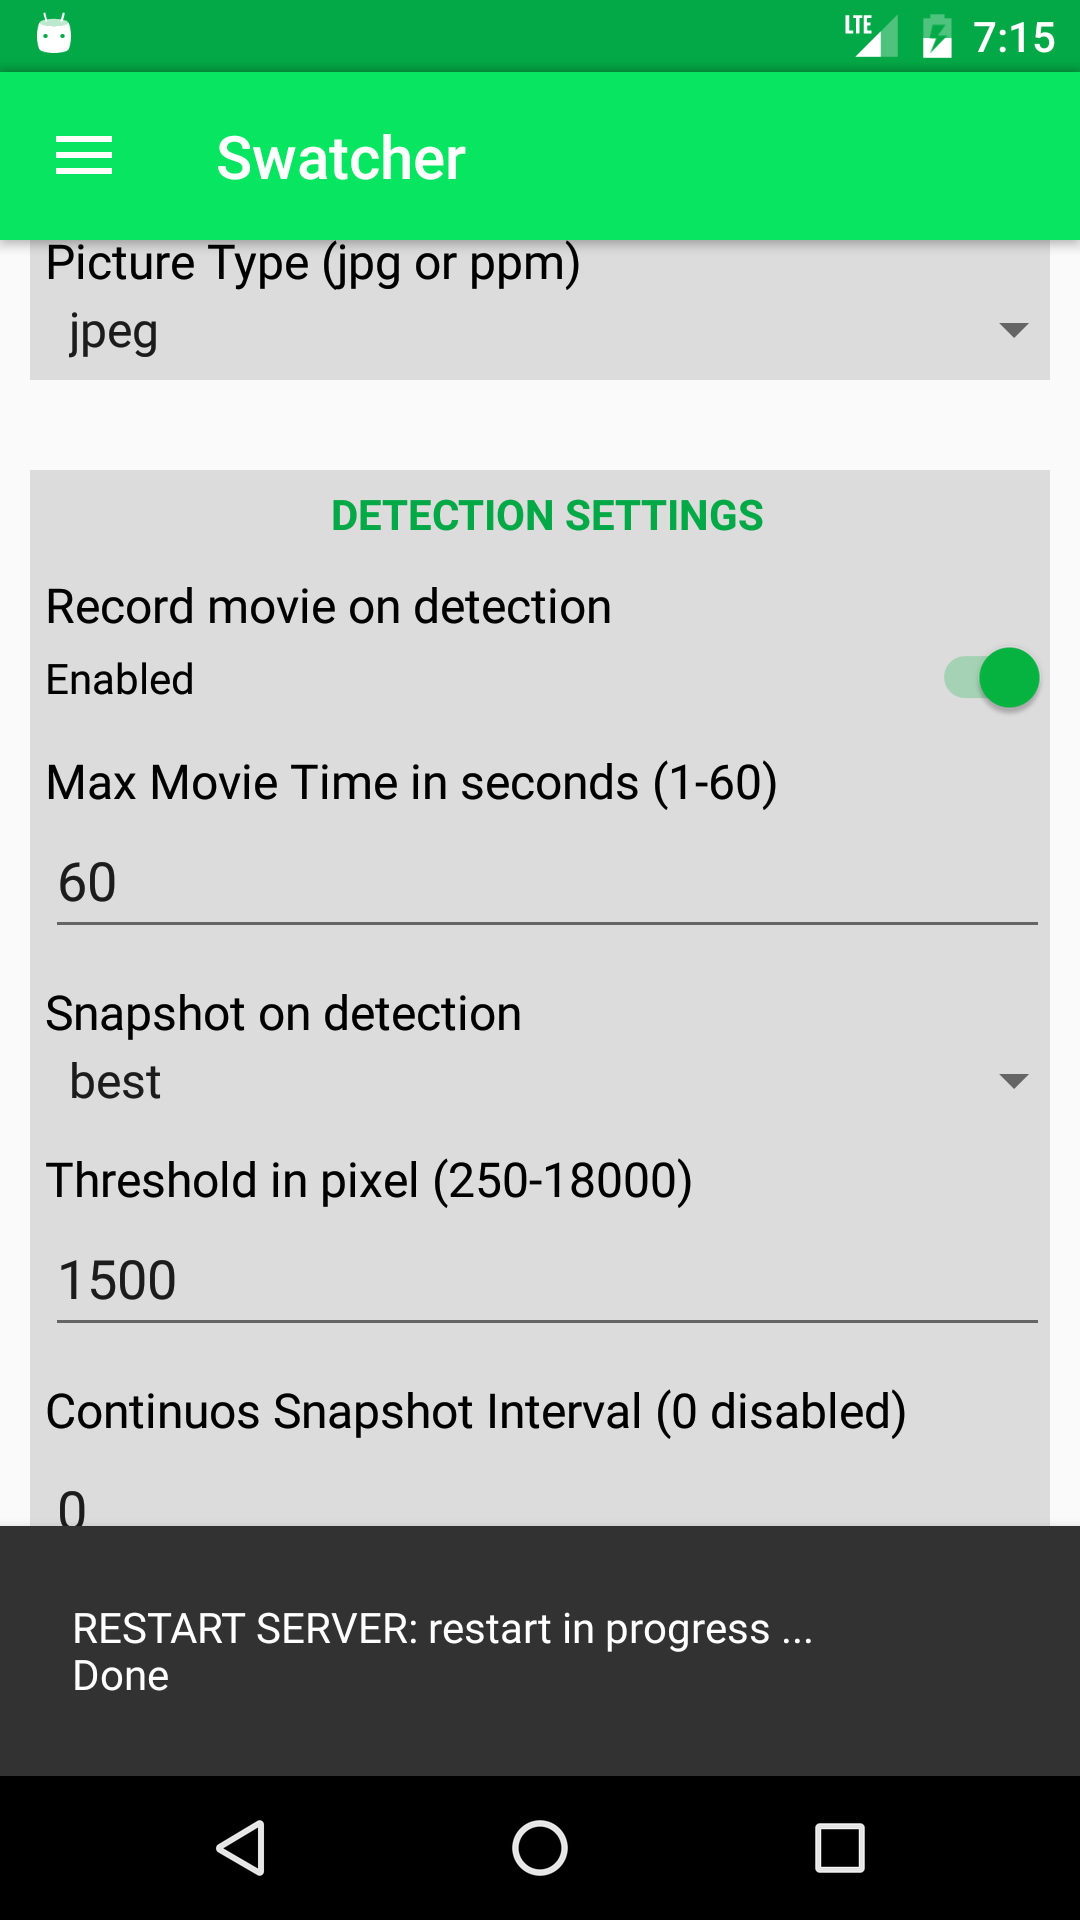 LTE 7:15
Swatcher
Picture Type (jpg or ppm)
jpeg
DETECTION SETTINGS
Record movie on detection
Enabled
Max Movie Time in seconds (1-60)
60
Snapshot on detection
best
Threshold in pixel (250-18000)
1500
Continuos Snapshot Interval (0 disabled)
0
RESTART SERVER: restart in progress ...
Done